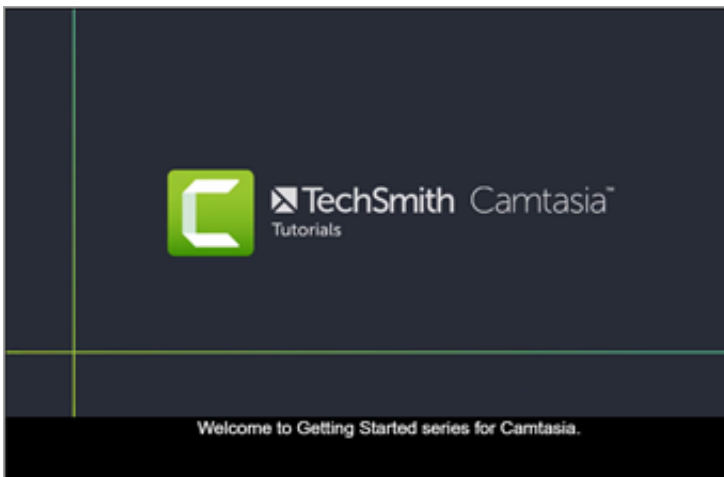 TechSmith Camtasia™
Tutorials
Welcome to Getting Started series for Camtasia.